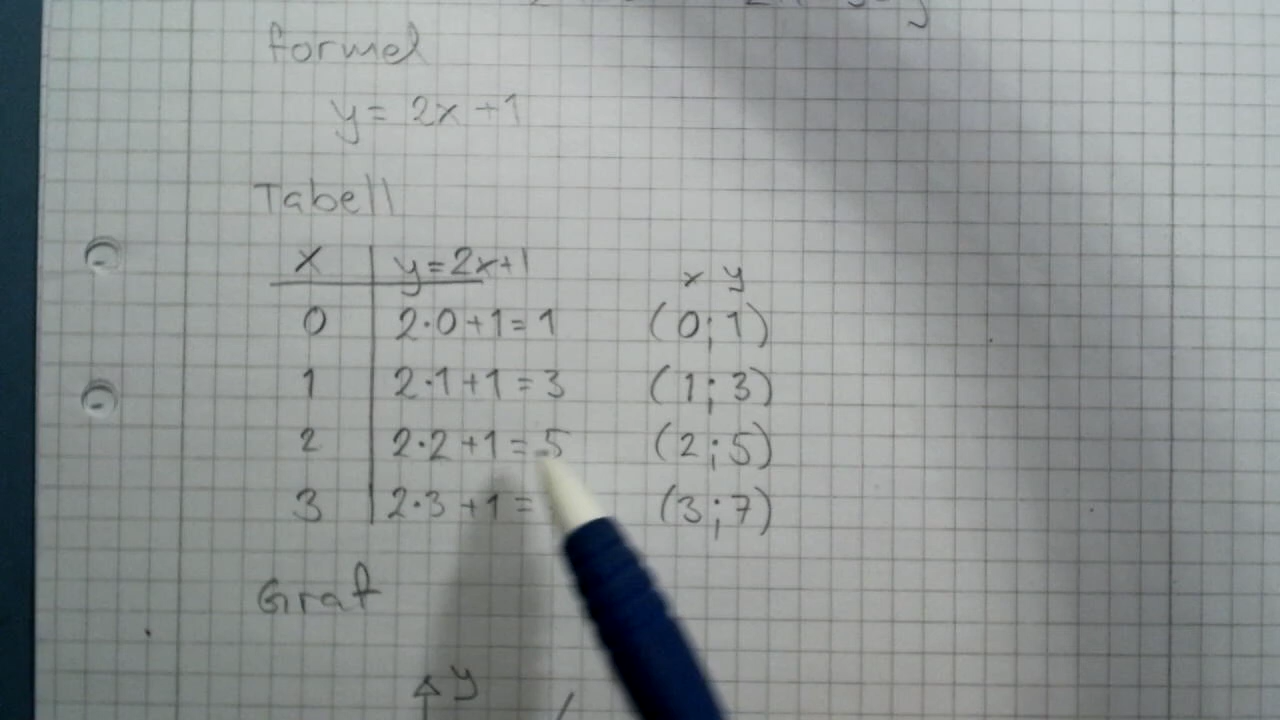 formel
y = 2x + 1
Tabell
x y = 2x + 1 x y
0 2·0+1=1 (0;1)
1 2·1+1=3 (1;3)
2 2·2+1=5 (2;5)
3 2·3+1= (3;7)
Graf
y